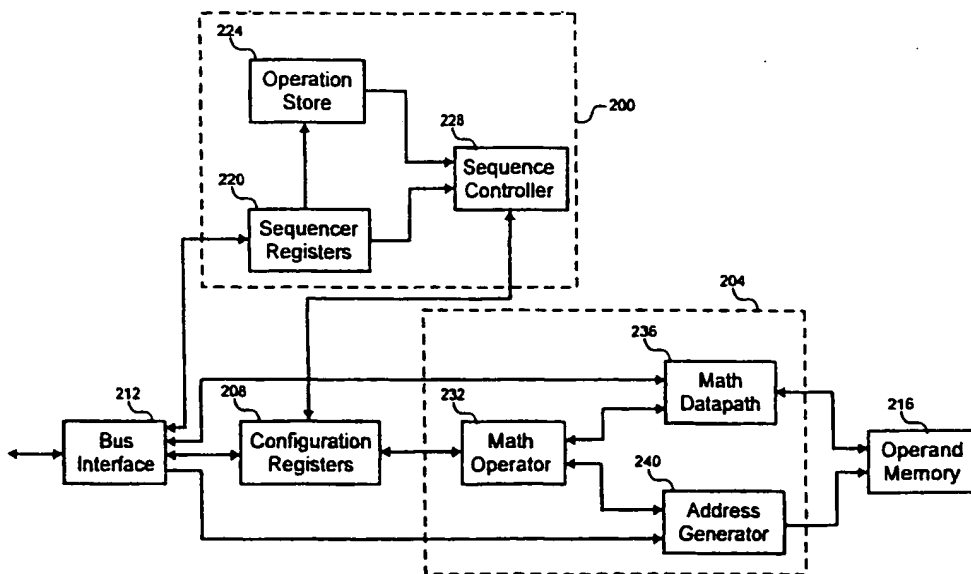 224
Operation
Store
200
228
Sequence
Controller
220
Sequencer
Registers
204
236
Math
Datapath
212
Bus
Interface
208
Configuration
Registers
232
Math
Operator
216
Operand
Memory
240
Address
Generator